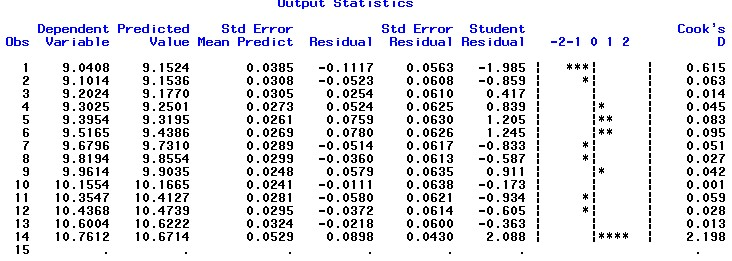 Output Statistics
Dependent Predicted Std Error Std Error Student Cook's
Obs Variable Value Mean Predict Residual Residual Residual -2-1 0 1 2 D
1 9.0408 9.1524 0.0385 -0.1117 0.0563 -1.985 | ***| | 0.615
2 9.1014 9.1536 0.0308 -0.0523 0.0608 -0.859 | *| | 0.063
3 9.2024 9.1770 0.0305 0.0254 0.0610 0.417 | | | 0.014
4 9.3025 9.2501 0.0273 0.0524 0.0625 0.839 | |* | 0.045
5 9.3954 9.3195 0.0261 0.0759 0.0630 1.205 | |** | 0.083
6 9.5165 9.4386 0.0269 0.0780 0.0626 1.245 | |** | 0.095
7 9.6796 9.7310 0.0289 -0.0514 0.0617 -0.833 | *| | 0.051
8 9.8194 9.8554 0.0299 -0.0360 0.0613 -0.587 | *| | 0.027
9 9.9614 9.9035 0.0248 0.0579 0.0635 0.911 | |* | 0.042
10 10.1554 10.1665 0.0241 -0.0111 0.0638 -0.173 | | | 0.001
11 10.3547 10.4127 0.0281 -0.0580 0.0621 -0.934 | *| | 0.059
12 10.4368 10.4739 0.0295 -0.0372 0.0614 -0.605 | *| | 0.028
13 10.6004 10.6222 0.0324 -0.0218 0.0600 -0.363 | | | 0.013
14 10.7612 10.6714 0.0529 0.0898 0.0430 2.088 | |**** | 2.198
15 . . . . . . .